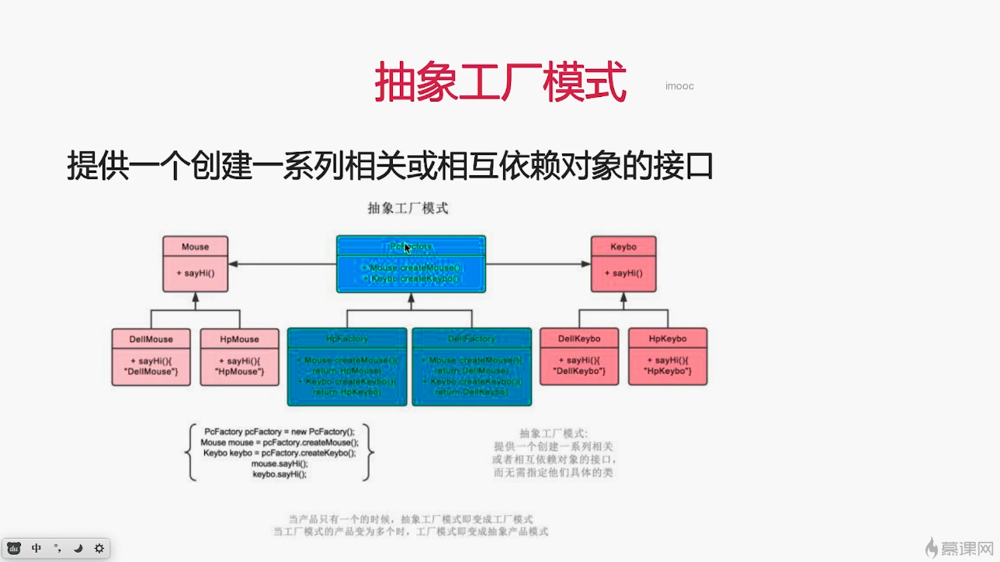 抽象工厂模式
imooc
提供一个创建一系列相关或相互依赖对象的接口
抽象工厂模式
Mouse
+ sayHi()
PcFactory
+ Mouse createMouse()
+ Keybo createKeybo()
Keybo
+ sayHi()
DellMouse
+ sayHi(){
"DellMouse"}
HpMouse
+ sayHi(){
"HpMouse"}
HpFactory
+ Mouse createMouse(){
return HpMouse}
+ Keybo createKeybo(){
return HpKeybo}
DellFactory
+ Mouse createMouse(){
return DellMouse}
+ Keybo createKeybo(){
return DellKeybo}
DellKeybo
+ sayHi(){
"DellKeybo"}
HpKeybo
+ sayHi(){
"HpKeybo"}
PcFactory pcFactory = new PcFactory();
Mouse mouse = pcFactory.createMouse();
Keybo keybo = pcFactory.createKeybo();
mouse.sayHi();
keybo.sayHi();
抽象工厂模式:
提供一个创建一系列相关
或者相互依赖对象的接口，
而无需指定他们具体的类
当产品只有一个的时候，抽象工厂模式即变成工厂模式
当工厂模式的产品变为多个时，工厂模式即变成抽象产品模式
du 中 °,
慕课网